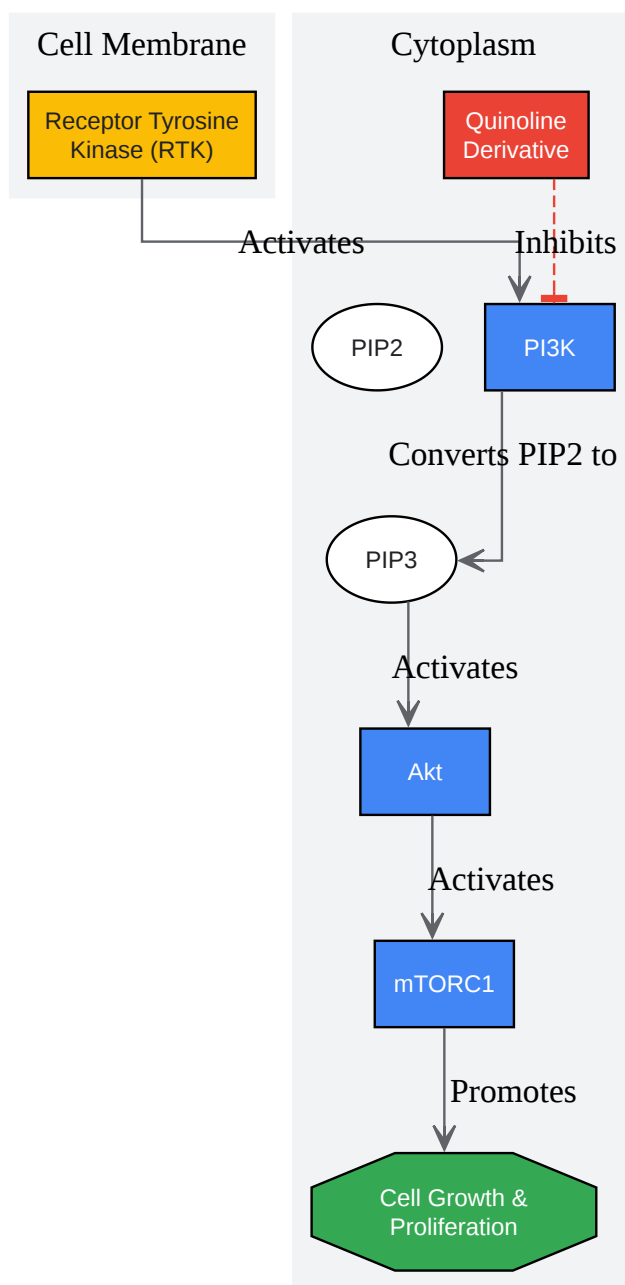 Cell Membrane
Cytoplasm
Receptor Tyrosine
Kinase (RTK)
Quinoline
Derivative
Activates
Inhibits
PIP2
PI3K
Converts PIP2 to
PIP3
Activates
Akt
Activates
mTORC1
Promotes
Cell Growth &
Proliferation